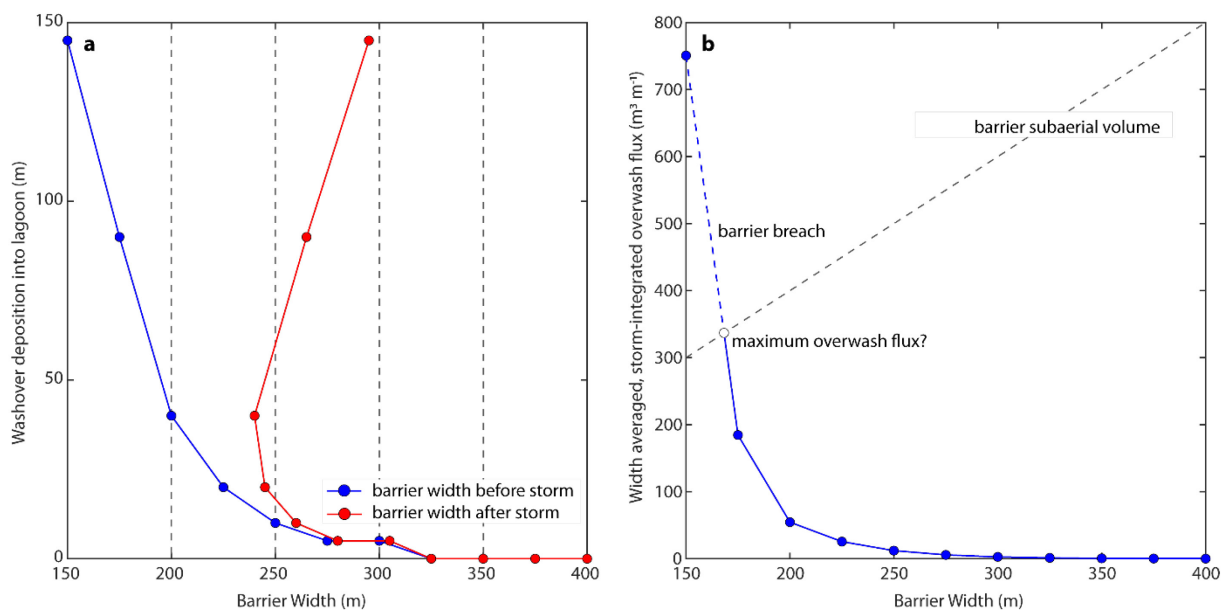 a
150
100
50
0
Washover deposition into lagoon (m)
barrier width before storm
barrier width after storm
150 200 250 300 350 400
Barrier Width (m)
b
800
700
600
500
400
300
200
100
0
Width averaged, storm-integrated overwash flux (m³ m⁻¹)
barrier subaerial volume
barrier breach
maximum overwash flux?
150 200 250 300 350 400
Barrier Width (m)